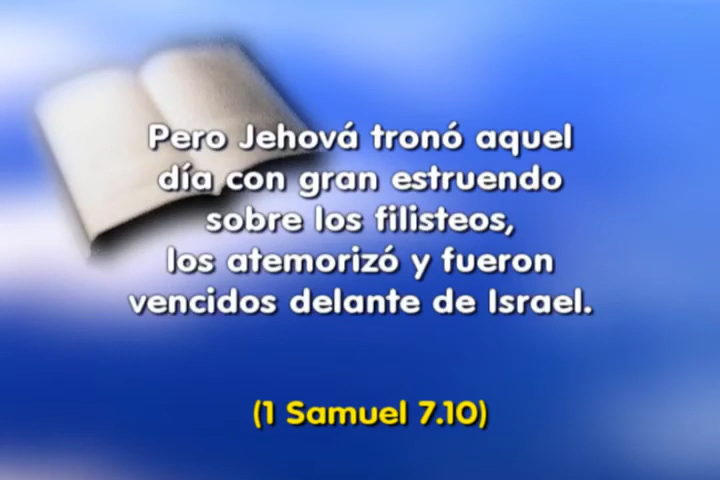 Pero Jehová tronó aquel
día con gran estruendo
sobre los filisteos,
los atemorizó y fueron
vencidos delante de Israel.
(1 Samuel 7.10)